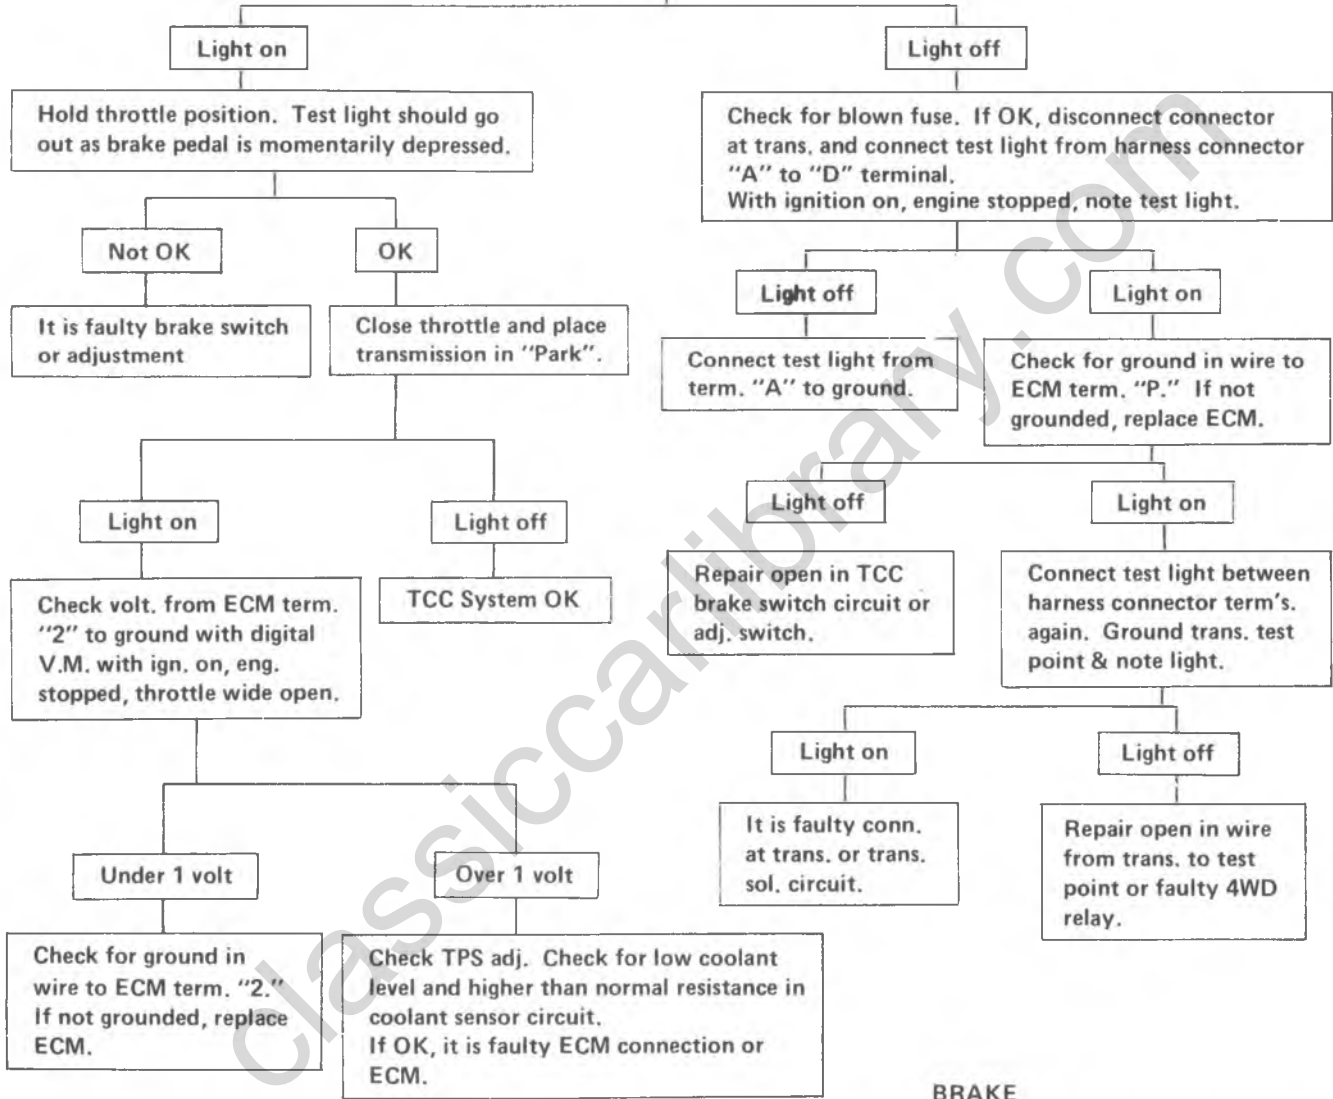 Light on
Light off
Hold throttle position. Test light should go
out as brake pedal is momentarily depressed.
Check for blown fuse. If OK, disconnect connector
at trans. and connect test light from harness connector
"A" to "D" terminal.
With ignition on, engine stopped, note test light.
Not OK
OK
Light off
Light on
It is faulty brake switch
or adjustment
Close throttle and place
transmission in "Park".
Connect test light from
term. "A" to ground.
Check for ground in wire to
ECM term. "P." If not
grounded, replace ECM.
Light on
Light off
Light off
Light on
Check volt. from ECM term.
"2" to ground with digital
V.M. with ign. on, eng.
stopped, throttle wide open.
TCC System OK
Repair open in TCC
brake switch circuit or
adj. switch.
Connect test light between
harness connector term's.
again. Ground trans. test
point & note light.
Light on
Light off
Under 1 volt
Over 1 volt
It is faulty conn.
at trans. or trans.
sol. circuit.
Repair open in wire
from trans. to test
point or faulty 4WD
relay.
Check for ground in
wire to ECM term. "2."
If not grounded, replace
ECM.
Check TPS adj. Check for low coolant
level and higher than normal resistance in
coolant sensor circuit.
If OK, it is faulty ECM connection or
ECM.
BRAKE
classiccarlibrary.com